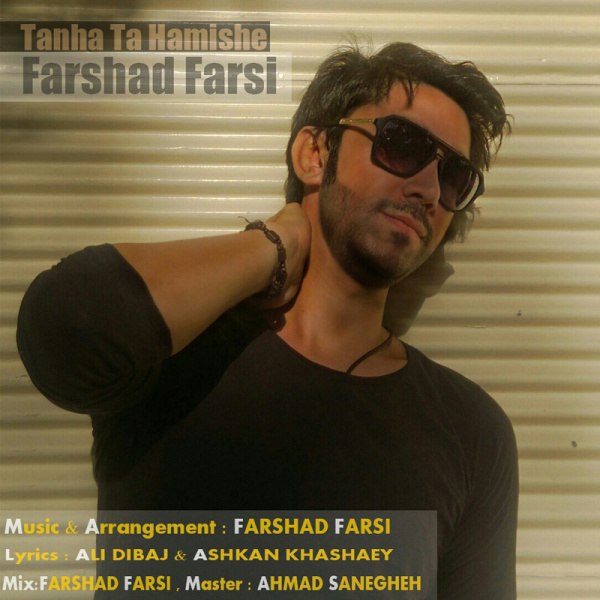 Tanha Ta Hamishe
Farshad Farsi
Music & Arrangement : FARSHAD FARSI
Lyrics : ALI DIBAJ & ASHKAN KHASHAEY
Mix:FARSHAD FARSI , Master : AHMAD SANEGHEH